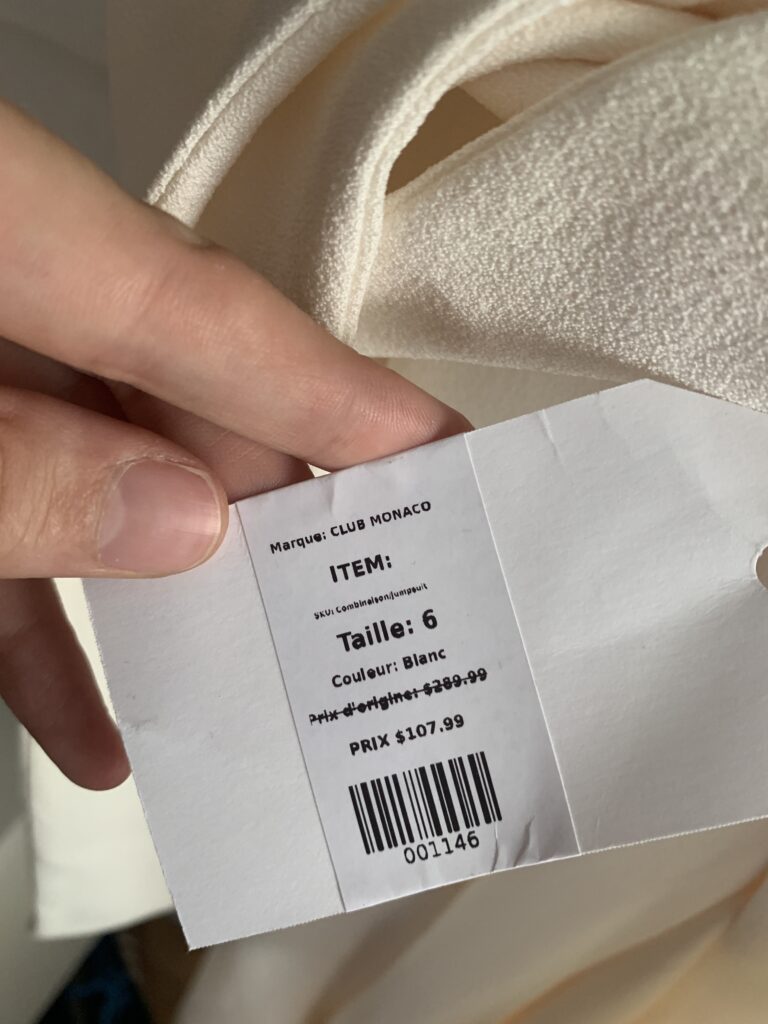 Marque: CLUB MONACO
ITEM:
SKU: Combinaison/Jumpsuit
Taille: 6
Couleur: Blanc
Prix d'origine: $289.99
PRIX $107.99
001146